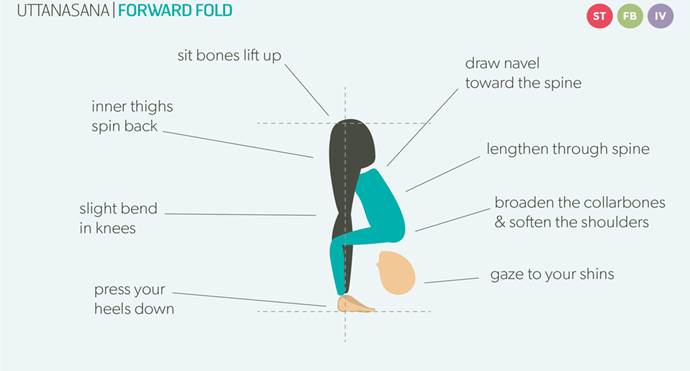 UTTANASANA | FORWARD FOLD
ST FB IV
sit bones lift up
draw navel
toward the spine
inner thighs
spin back
lengthen through spine
slight bend
in knees
broaden the collarbones
& soften the shoulders
press your
heels down
gaze to your shins